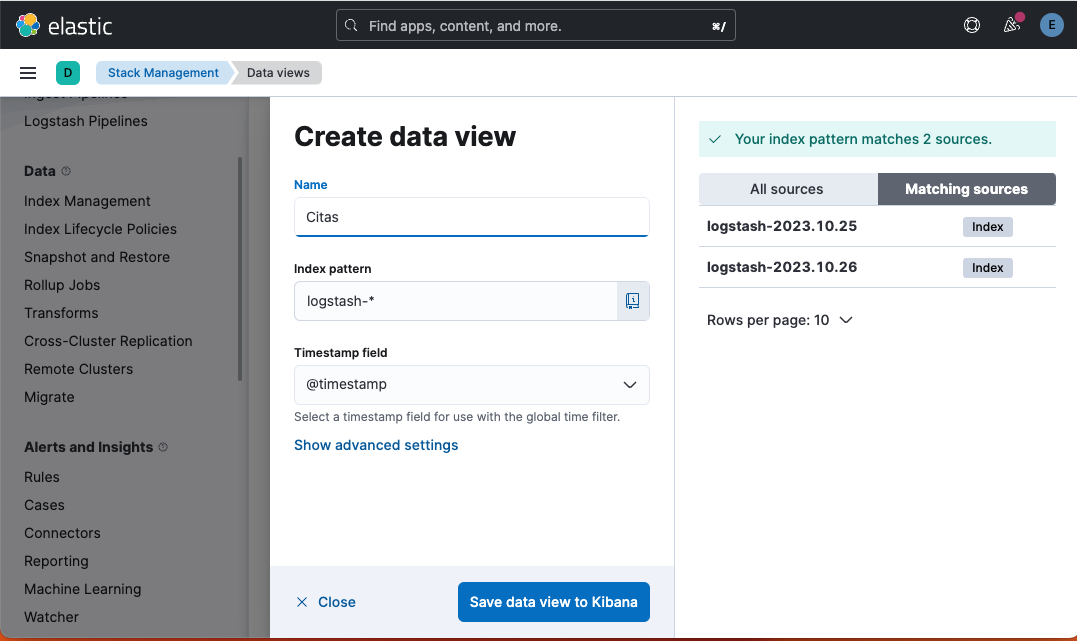 elastic
Find apps, content, and more.
⌘/
E
D
Stack Management
Data views
Ingest Pipelines
Logstash Pipelines
Data
Index Management
Index Lifecycle Policies
Snapshot and Restore
Rollup Jobs
Transforms
Cross-Cluster Replication
Remote Clusters
Migrate
Alerts and Insights
Rules
Cases
Connectors
Reporting
Machine Learning
Watcher
Create data view
Name
Citas
Index pattern
logstash-*
Timestamp field
@timestamp
Select a timestamp field for use with the global time filter.
Show advanced settings
Close
Save data view to Kibana
Your index pattern matches 2 sources.
All sources
Matching sources
logstash-2023.10.25 Index
logstash-2023.10.26 Index
Rows per page: 10